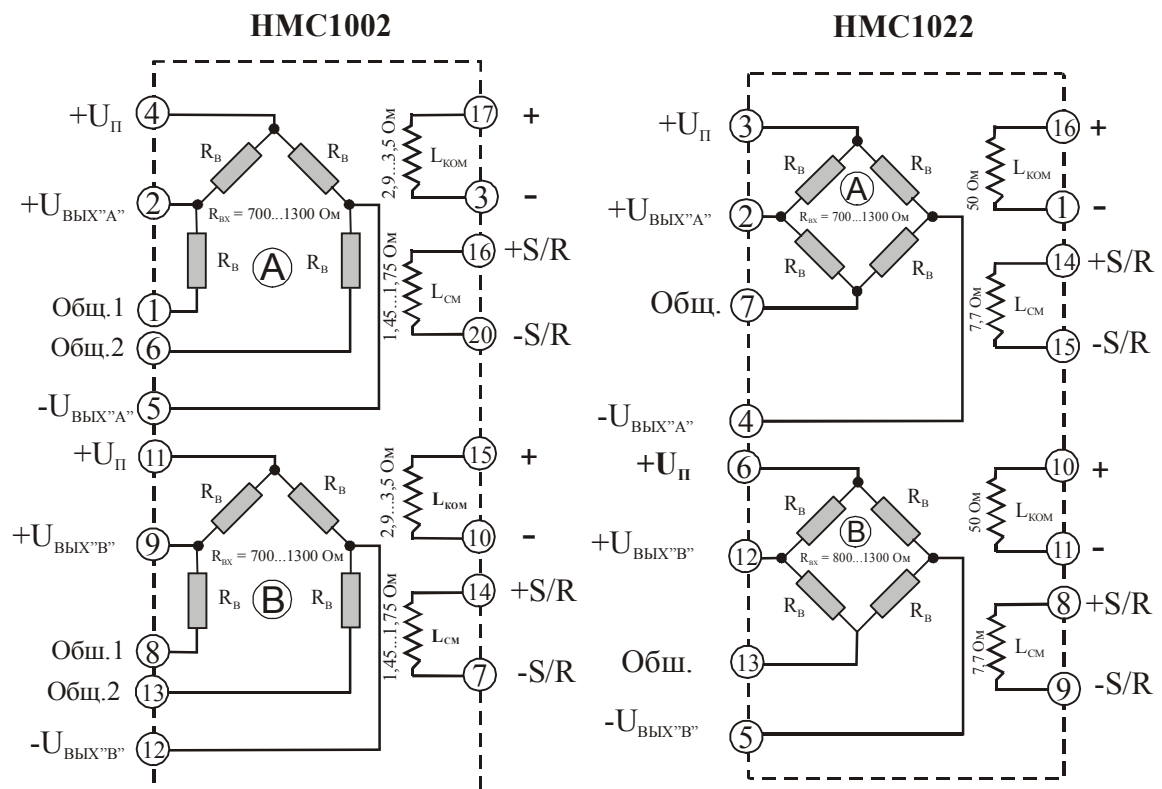 HMC1002
+UП
4
RВ
RВ
+UВЫХ"А"
2
RВХ = 700...1300 Ом
RВ
A
RВ
Общ.1
1
Общ.2
6
-UВЫХ"А"
5
17
+
2,9...3,5 Ом
LКОМ
3
-
16
+S/R
1,45...1,75 Ом
LСМ
20
-S/R
+UП
11
RВ
RВ
+UВЫХ"В"
9
RВХ = 700...1300 Ом
RВ
B
RВ
Обш.1
8
Общ.2
13
-UВЫХ"В"
12
15
+
2,9...3,5 Ом
LКОМ
10
-
14
+S/R
1,45...1,75 Ом
LСМ
7
-S/R
HMC1022
+UП
3
RВ
RВ
A
+UВЫХ"А"
2
RВХ = 700...1300 Ом
RВ
RВ
Общ.
7
-UВЫХ"А"
4
16
+
50 Ом
LКОМ
1
-
14
+S/R
7,7 Ом
LСМ
15
-S/R
+UП
6
RВ
RВ
B
+UВЫХ"В"
12
RВХ = 800...1300 Ом
RВ
RВ
Обш.
13
-UВЫХ"В"
5
10
+
50 Ом
LКОМ
11
-
8
+S/R
7,7 Ом
LСМ
9
-S/R